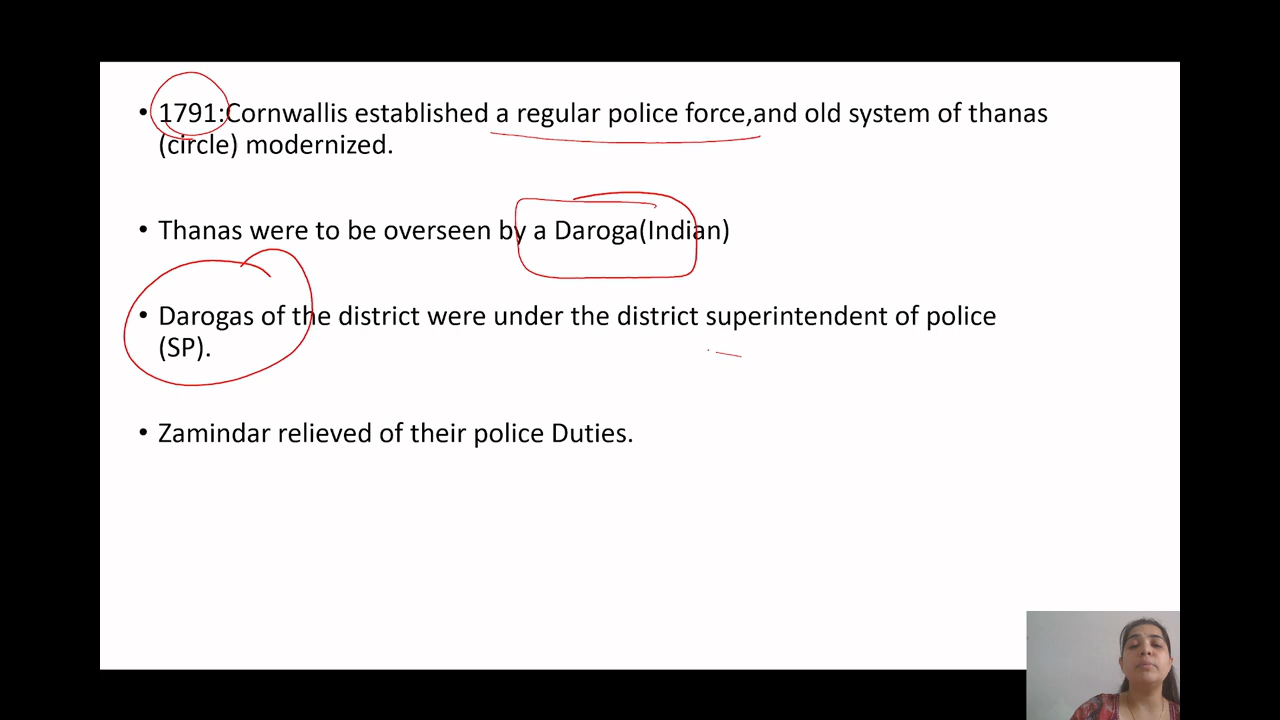 • 1791:Cornwallis established a regular police force,and old system of thanas
(circle) modernized.
• Thanas were to be overseen by a Daroga(Indian)
• Darogas of the district were under the district superintendent of police
(SP).
• Zamindar relieved of their police Duties.